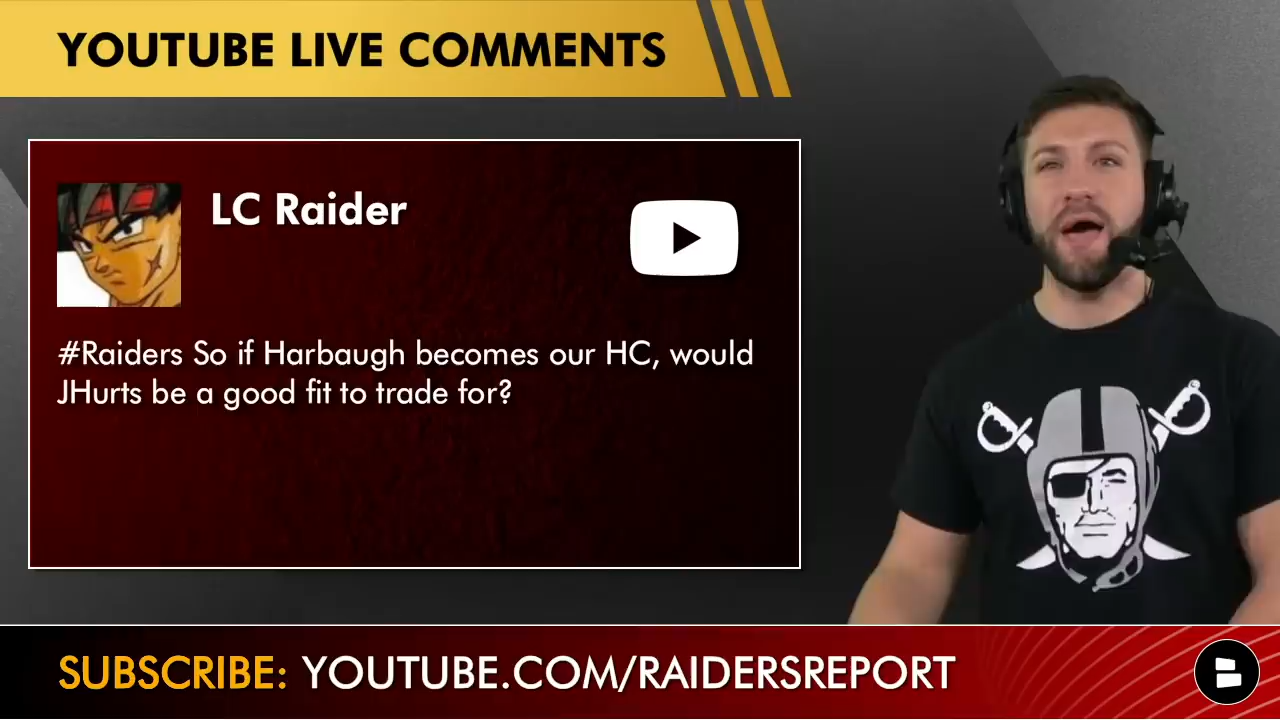 YOUTUBE LIVE COMMENTS
LC Raider
#Raiders So if Harbaugh becomes our HC, would
JHurts be a good fit to trade for?
SUBSCRIBE: YOUTUBE.COM/RAIDERSREPORT